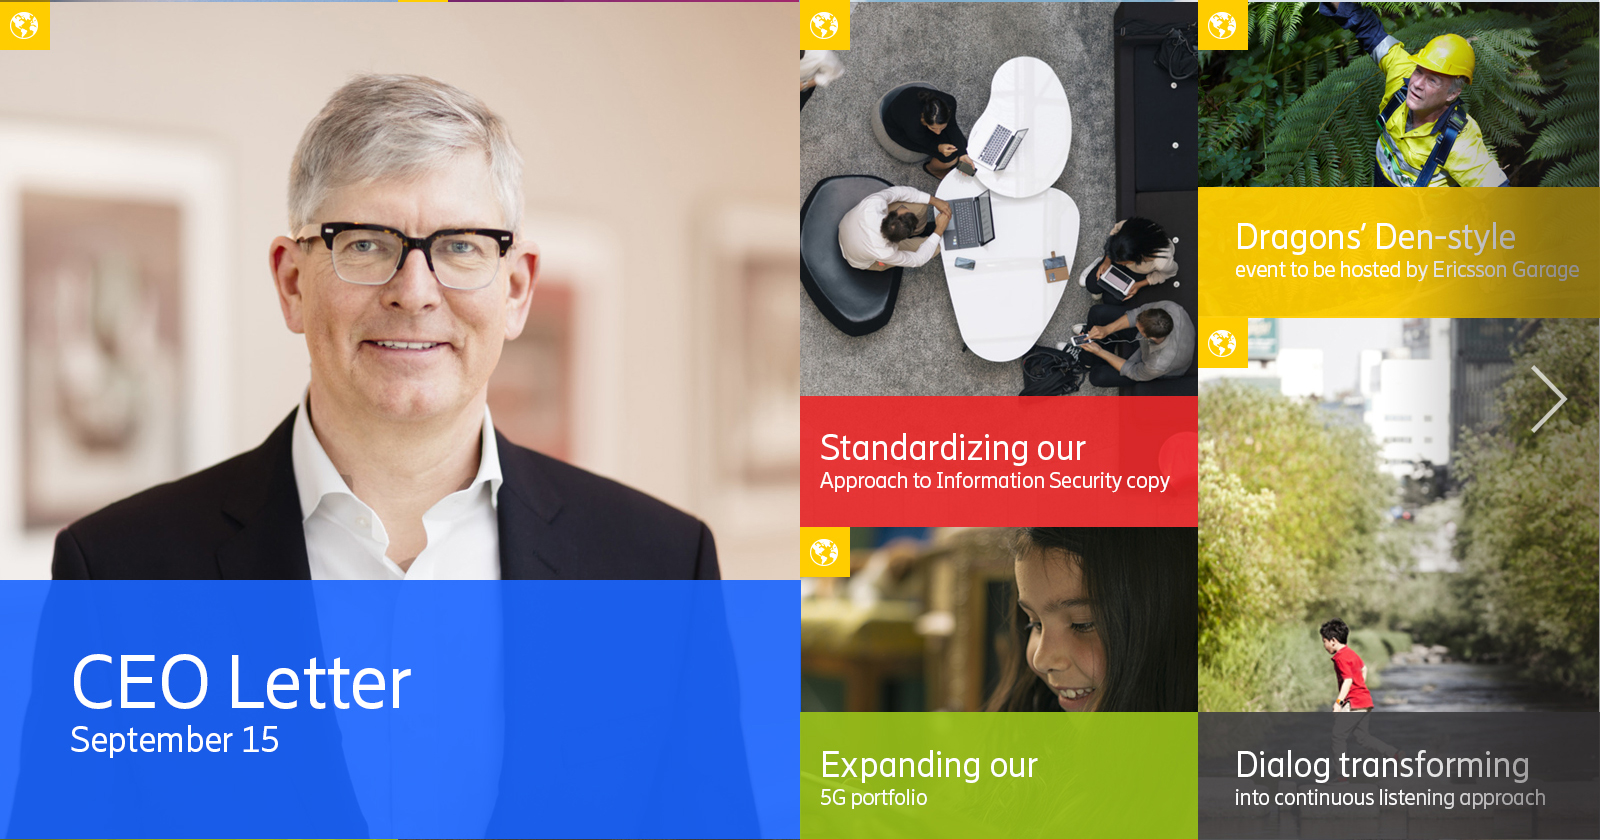 CEO Letter
September 15
Standardizing our
Approach to Information Security copy
Expanding our
5G portfolio
Dragons’ Den-style
event to be hosted by Ericsson Garage
Dialog transforming
into continuous listening approach